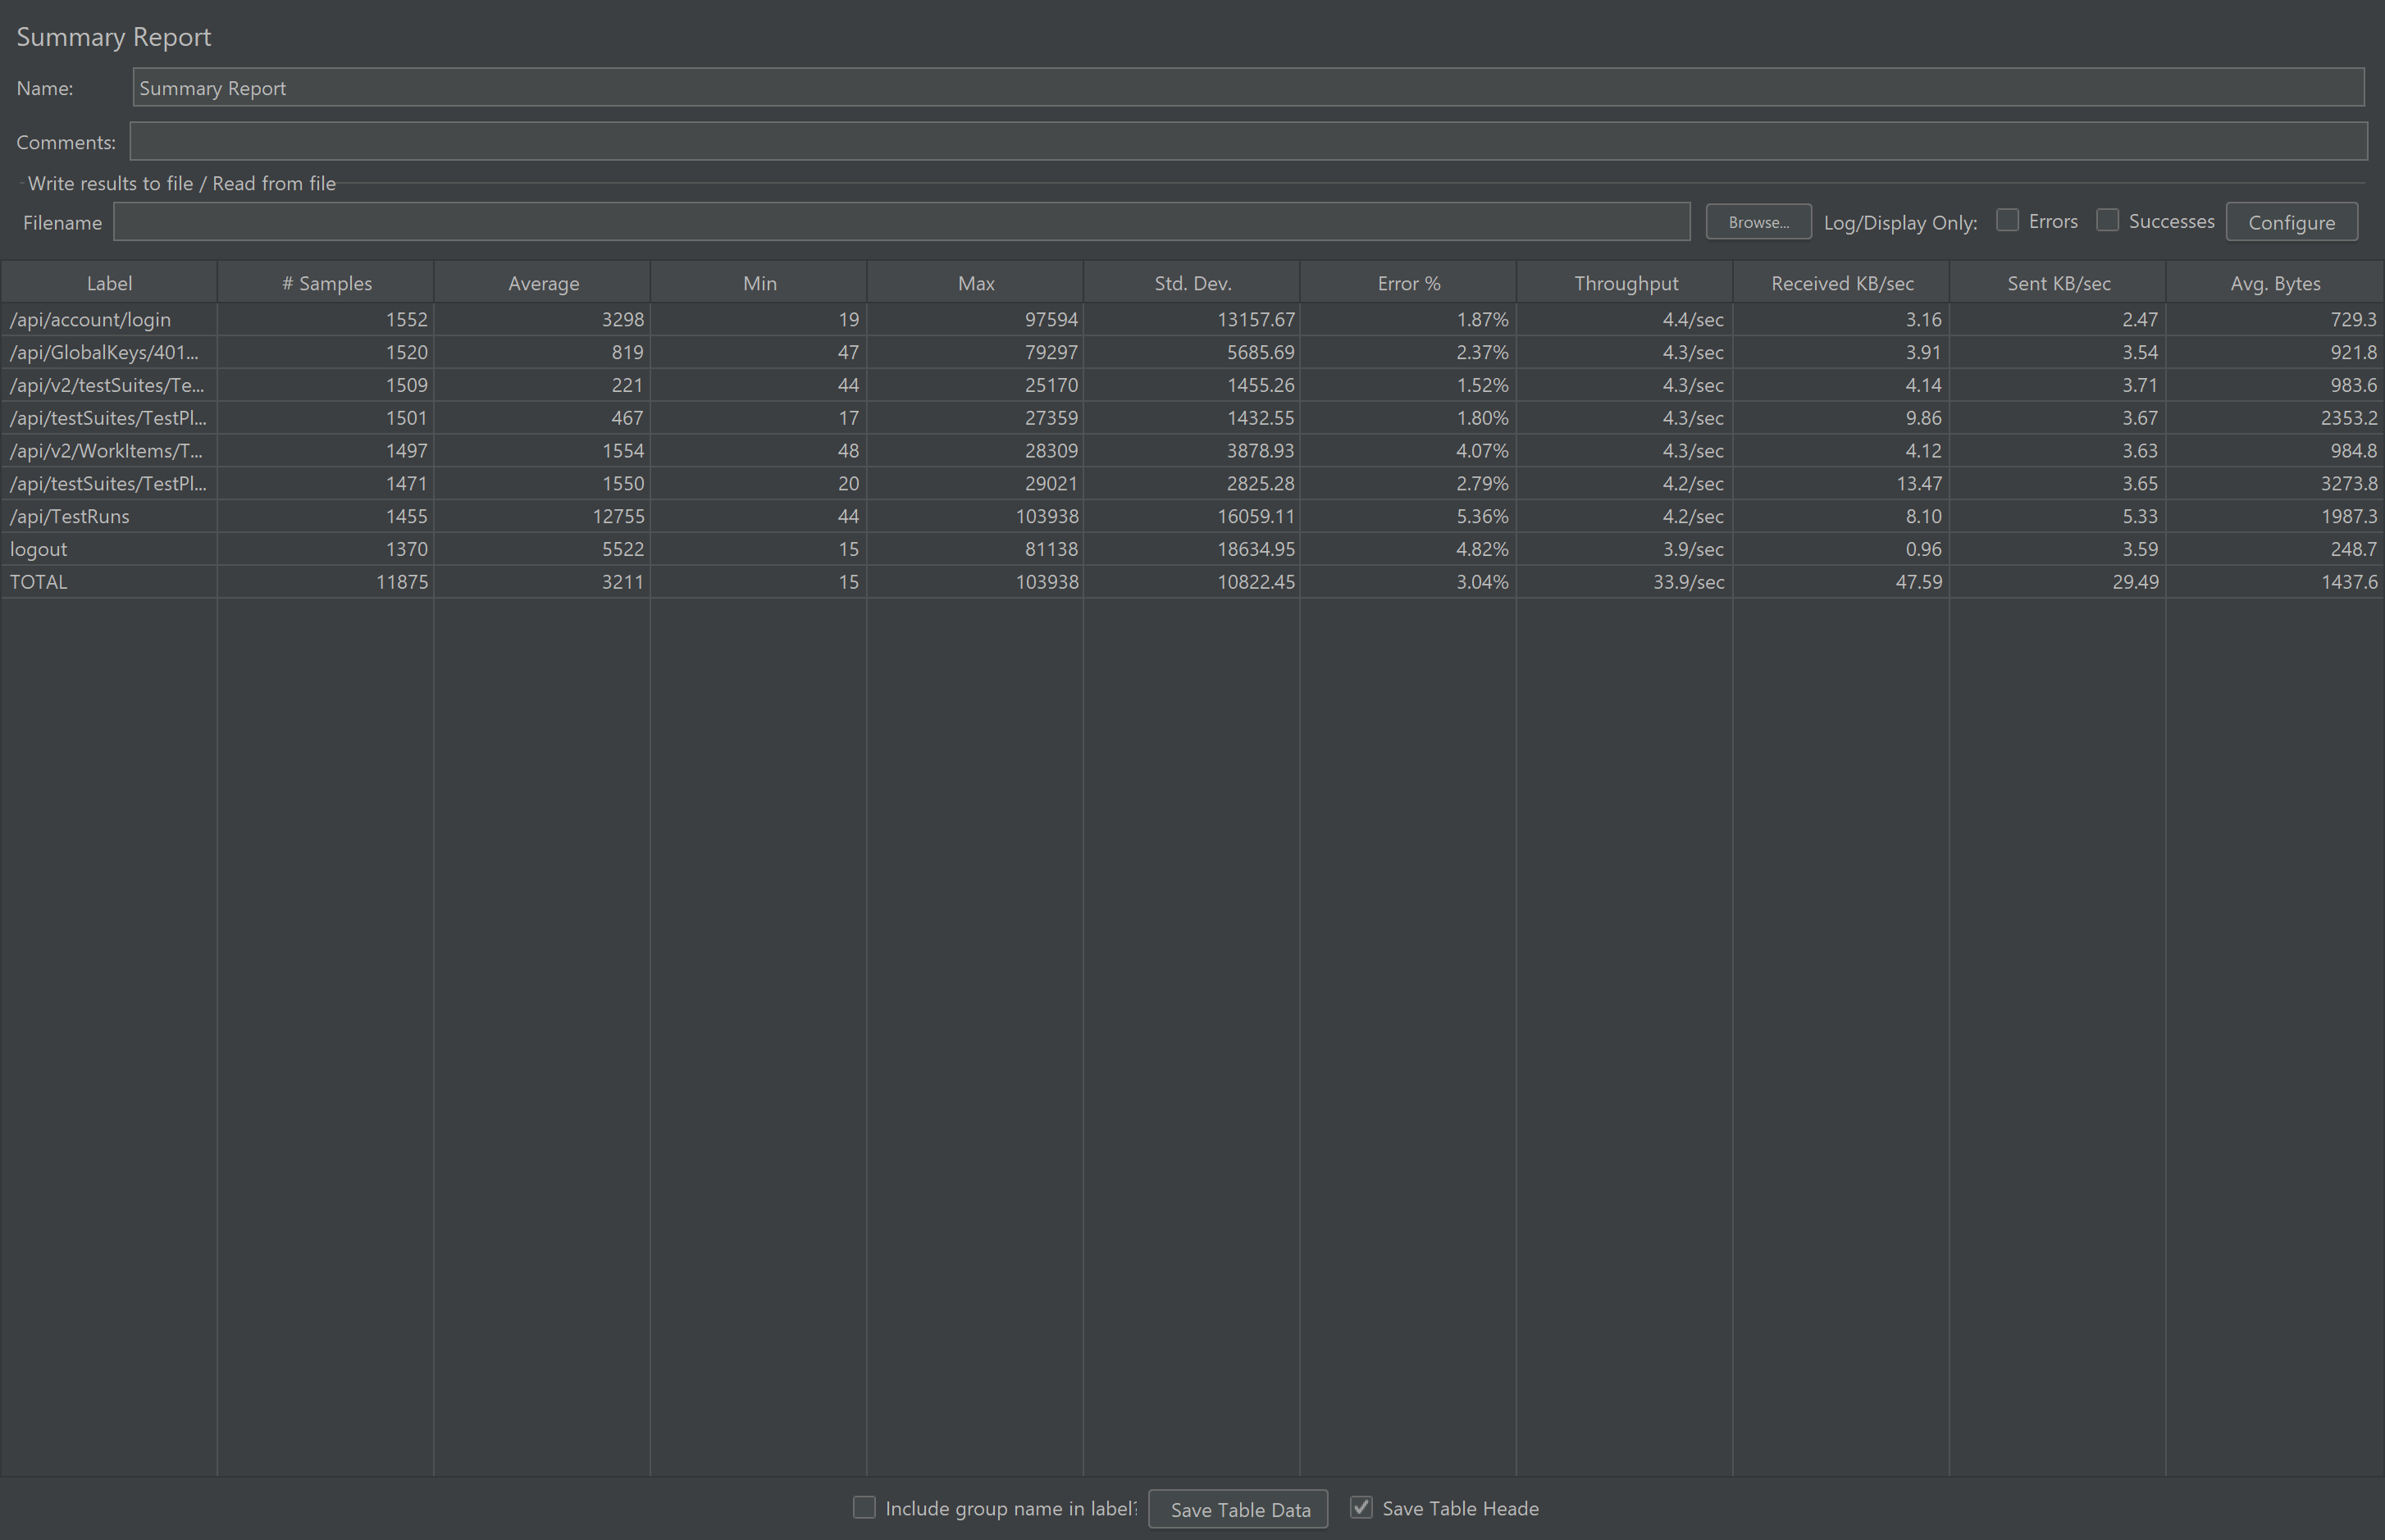 Summary Report
Name: Summary Report
Comments:
Write results to file / Read from file
Filename Browse... Log/Display Only: Errors Successes Configure
Label # Samples Average Min Max Std. Dev. Error % Throughput Received KB/sec Sent KB/sec Avg. Bytes
/api/account/login 1552 3298 19 97594 13157.67 1.87% 4.4/sec 3.16 2.47 729.3
/api/GlobalKeys/401... 1520 819 47 79297 5685.69 2.37% 4.3/sec 3.91 3.54 921.8
/api/v2/testSuites/Te... 1509 221 44 25170 1455.26 1.52% 4.3/sec 4.14 3.71 983.6
/api/testSuites/TestPl... 1501 467 17 27359 1432.55 1.80% 4.3/sec 9.86 3.67 2353.2
/api/v2/WorkItems/T... 1497 1554 48 28309 3878.93 4.07% 4.3/sec 4.12 3.63 984.8
/api/testSuites/TestPl... 1471 1550 20 29021 2825.28 2.79% 4.2/sec 13.47 3.65 3273.8
/api/TestRuns 1455 12755 44 103938 16059.11 5.36% 4.2/sec 8.10 5.33 1987.3
logout 1370 5522 15 81138 18634.95 4.82% 3.9/sec 0.96 3.59 248.7
TOTAL 11875 3211 15 103938 10822.45 3.04% 33.9/sec 47.59 29.49 1437.6
Include group name in label? Save Table Data Save Table Heade